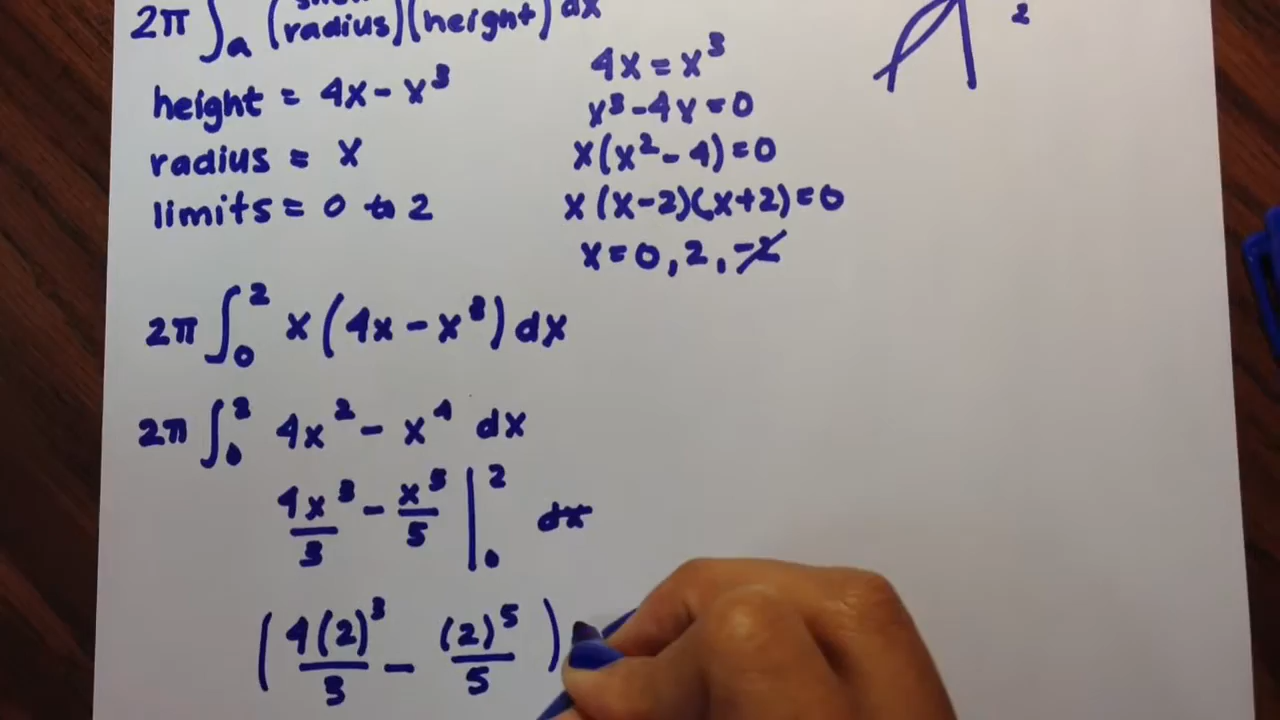 2π ∫ₐ (radius)(height) dx
2
height = 4x - x³
radius = x
limits = 0 to 2
4x = x³
x³ - 4x = 0
x(x² - 4) = 0
x(x-2)(x+2) = 0
x = 0, 2, -2
2π ∫₀² x(4x - x³) dx
2π ∫₀² 4x² - x⁴ dx
4x³/3 - x⁵/5 |₀² dx
(4(2)³/3 - (2)⁵/5)